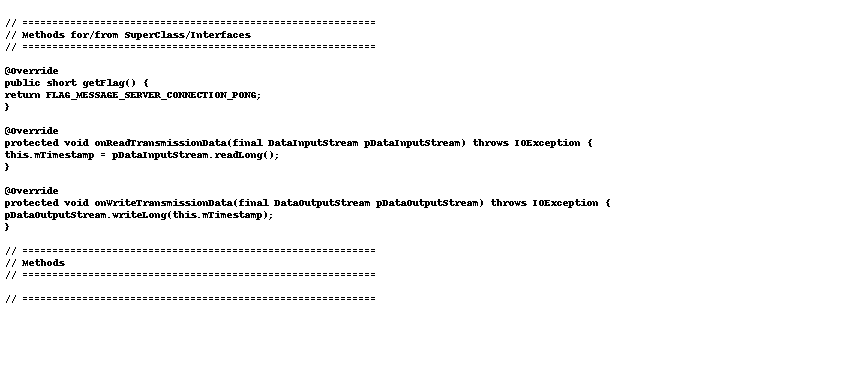 // ===========================================================
// Methods for/from SuperClass/Interfaces
// ===========================================================
@Override
public short getFlag() {
return FLAG_MESSAGE_SERVER_CONNECTION_PONG;
}
@Override
protected void onReadTransmissionData(final DataInputStream pDataInputStream) throws IOException {
this.mTimestamp = pDataInputStream.readLong();
}
@Override
protected void onWriteTransmissionData(final DataOutputStream pDataOutputStream) throws IOException {
pDataOutputStream.writeLong(this.mTimestamp);
}
// ===========================================================
// Methods
// ===========================================================
// ===========================================================